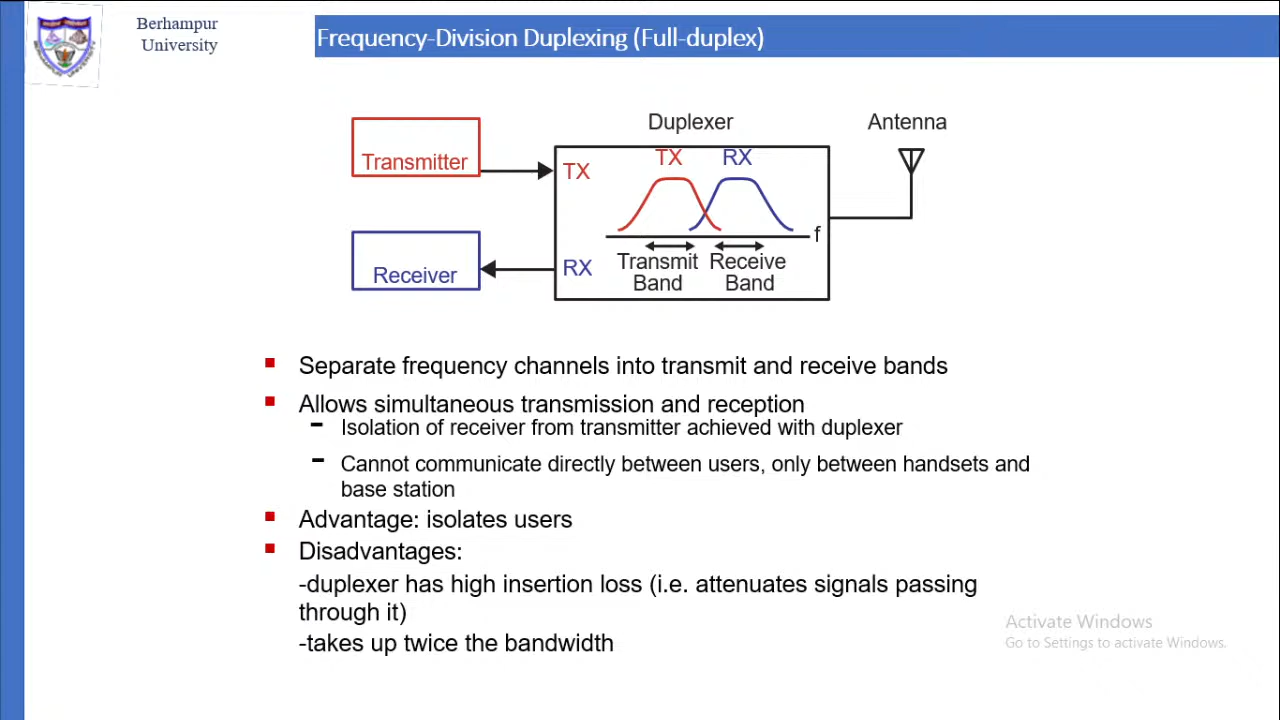 Berhampur
University
Frequency-Division Duplexing (Full-duplex)
Duplexer
Antenna
Transmitter
TX
TX
RX
f
Transmit
Band
Receive
Band
Receiver
RX
Separate frequency channels into transmit and receive bands
Allows simultaneous transmission and reception
Isolation of receiver from transmitter achieved with duplexer
Cannot communicate directly between users, only between handsets and
base station
Advantage: isolates users
Disadvantages:
-duplexer has high insertion loss (i.e. attenuates signals passing
through it)
-takes up twice the bandwidth
Activate Windows
Go to Settings to activate Windows.